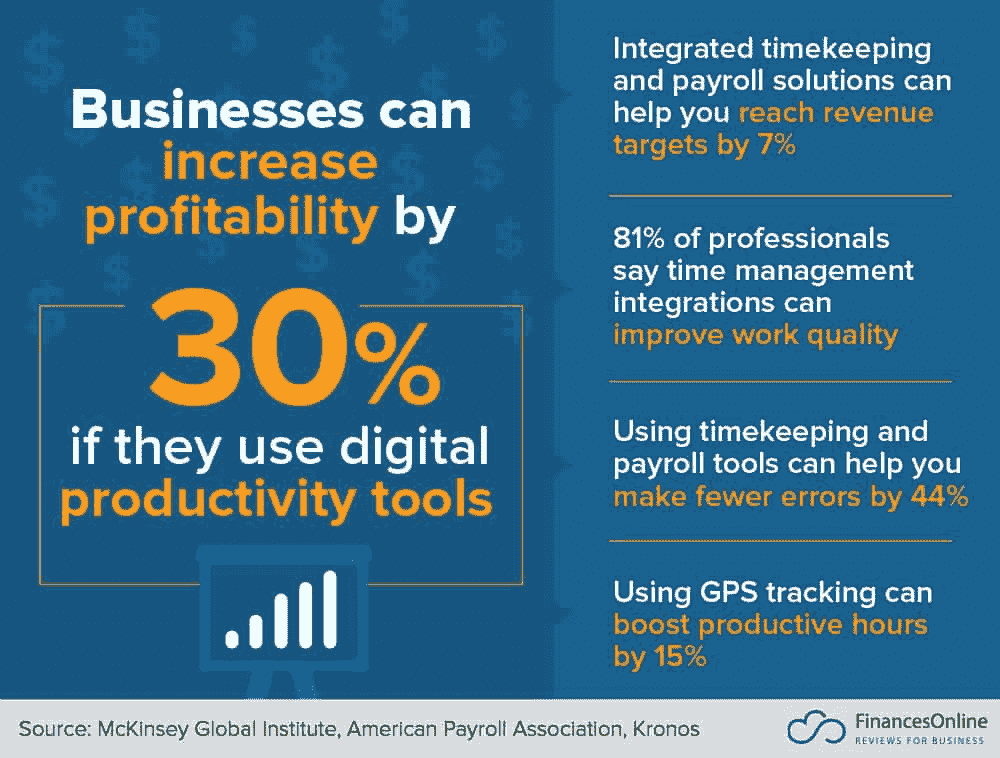 Businesses can
increase
profitability by
30%
if they use digital
productivity tools
Integrated timekeeping
and payroll solutions can
help you reach revenue
targets by 7%
81% of professionals
say time management
integrations can
improve work quality
Using timekeeping and
payroll tools can help you
make fewer errors by 44%
Using GPS tracking can
boost productive hours
by 15%
Source: McKinsey Global Institute, American Payroll Association, Kronos
FinancesOnline
REVIEWS FOR BUSINESS